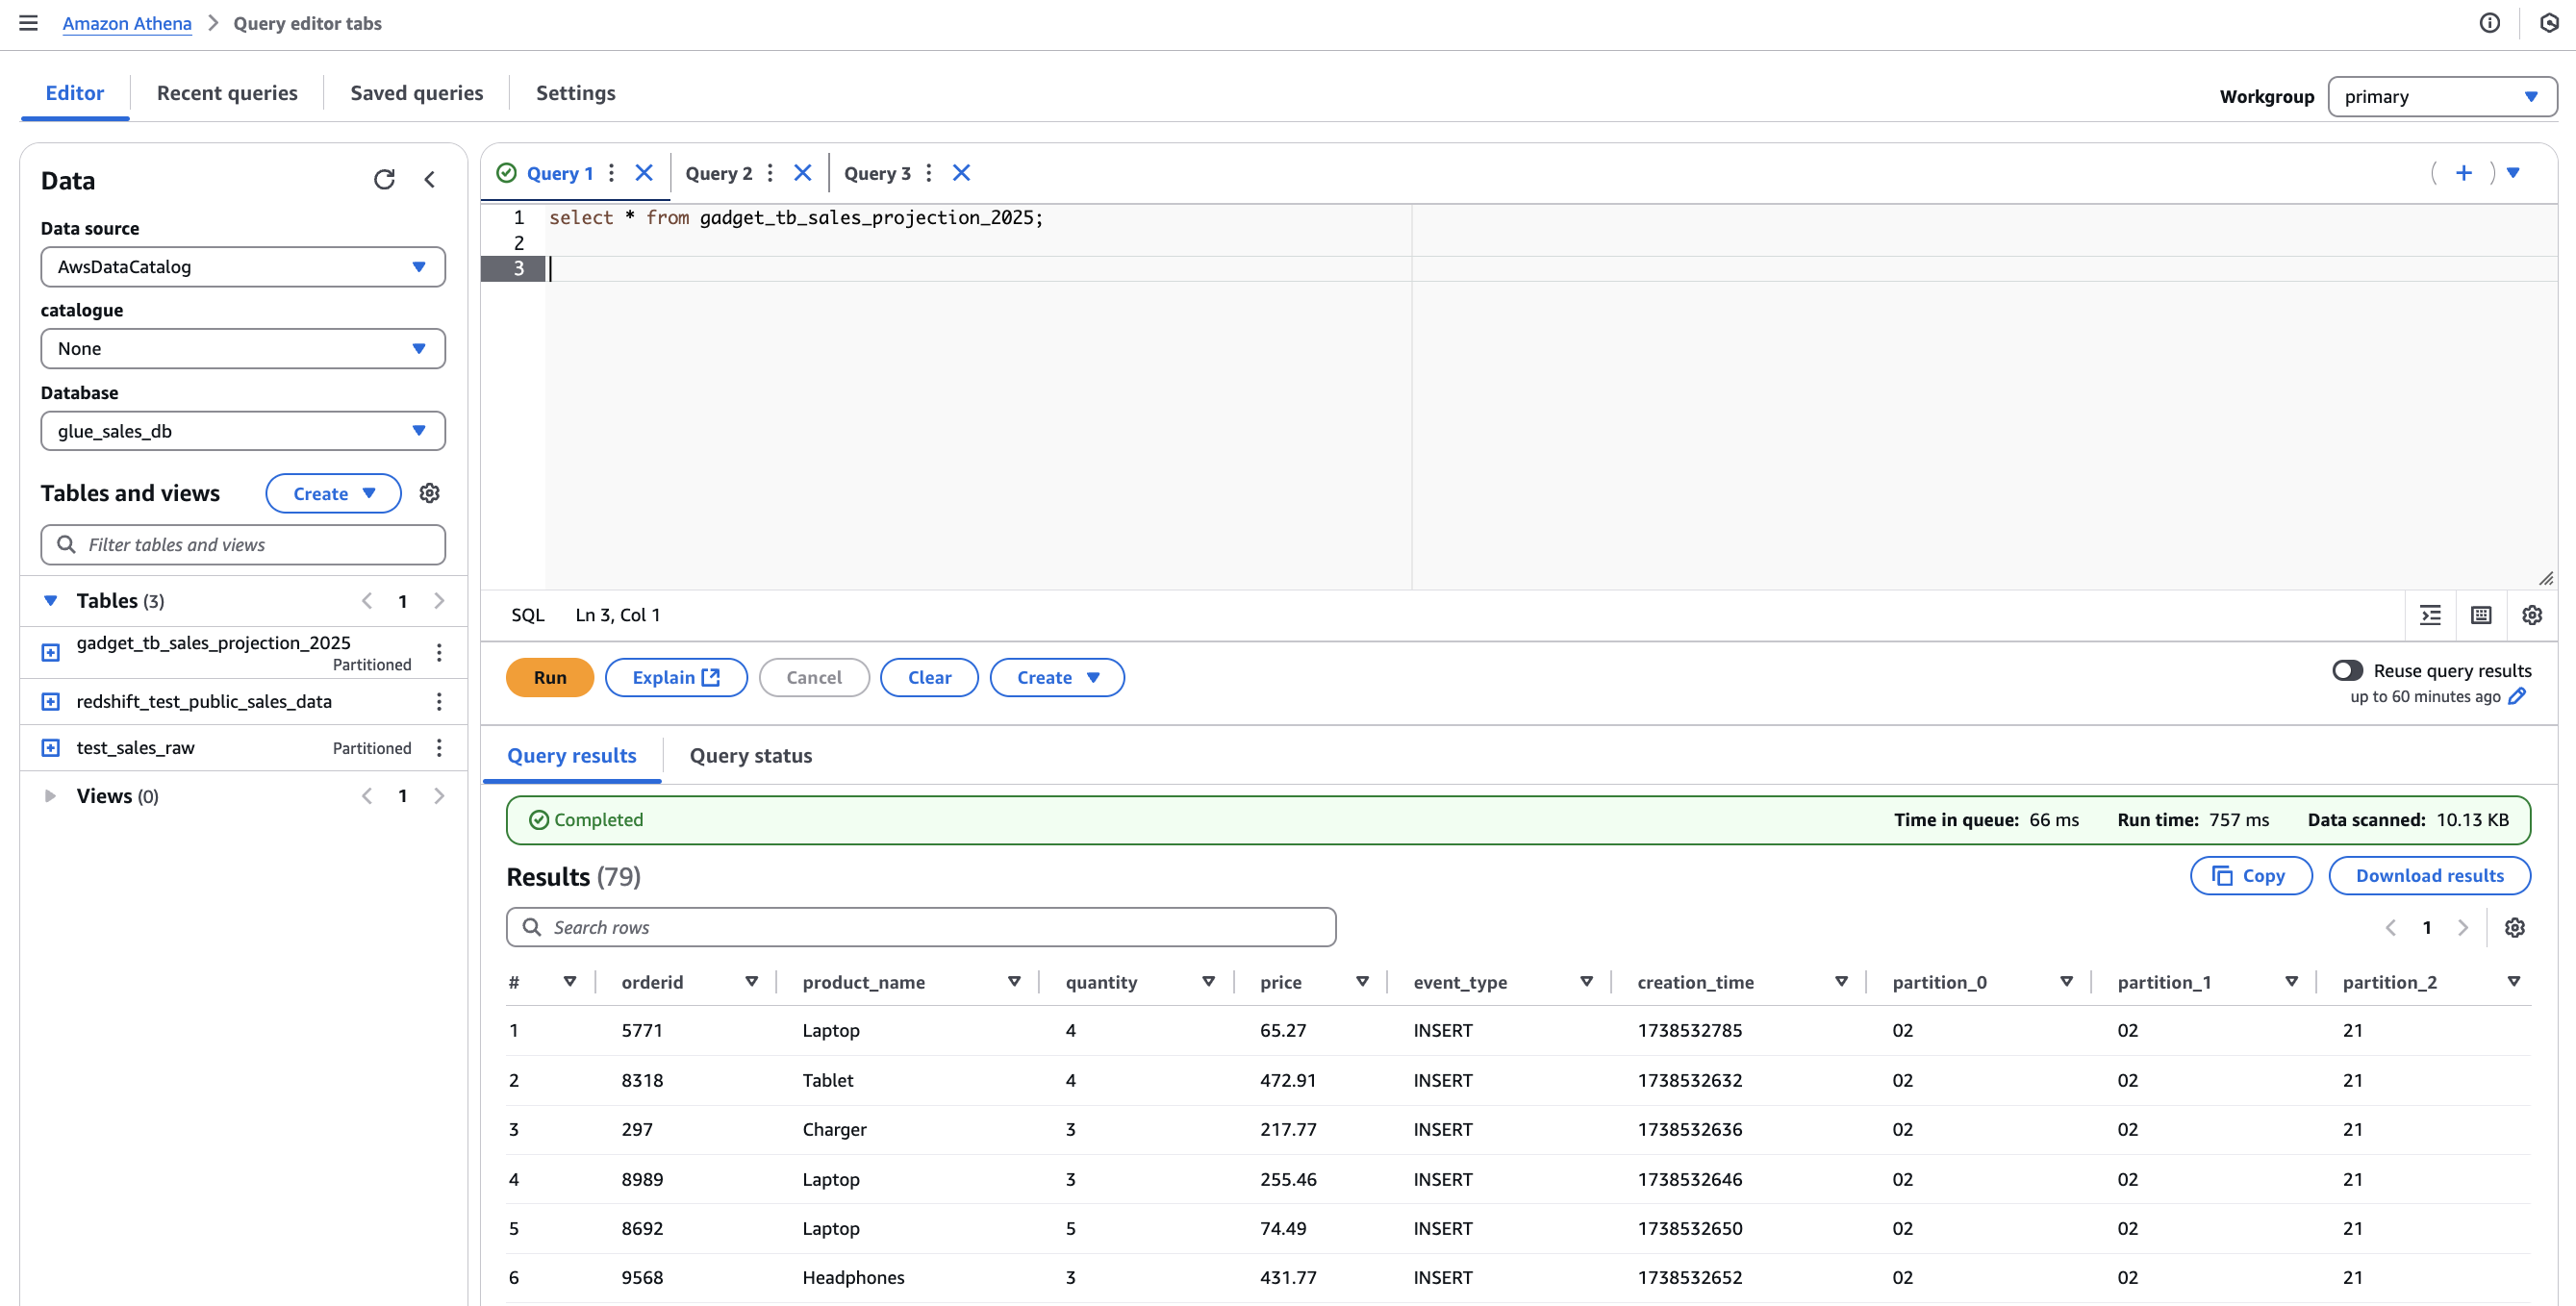 Amazon Athena > Query editor tabs
Editor Recent queries Saved queries Settings Workgroup primary
Data
Data source
AwsDataCatalog
catalogue
None
Database
glue_sales_db
Tables and views Create
Filter tables and views
Tables (3) 1
gadget_tb_sales_projection_2025
Partitioned
redshift_test_public_sales_data
test_sales_raw Partitioned
Views (0) 1
Query 1 Query 2 Query 3
1 select * from gadget_tb_sales_projection_2025;
2
3
SQL Ln 3, Col 1
Run Explain Cancel Clear Create Reuse query results
up to 60 minutes ago
Query results Query status
Completed Time in queue: 66 ms Run time: 757 ms Data scanned: 10.13 KB
Results (79) Copy Download results
Search rows 1
# orderid product_name quantity price event_type creation_time partition_0 partition_1 partition_2
1 5771 Laptop 4 65.27 INSERT 1738532785 02 02 21
2 8318 Tablet 4 472.91 INSERT 1738532632 02 02 21
3 297 Charger 3 217.77 INSERT 1738532636 02 02 21
4 8989 Laptop 3 255.46 INSERT 1738532646 02 02 21
5 8692 Laptop 5 74.49 INSERT 1738532650 02 02 21
6 9568 Headphones 3 431.77 INSERT 1738532652 02 02 21